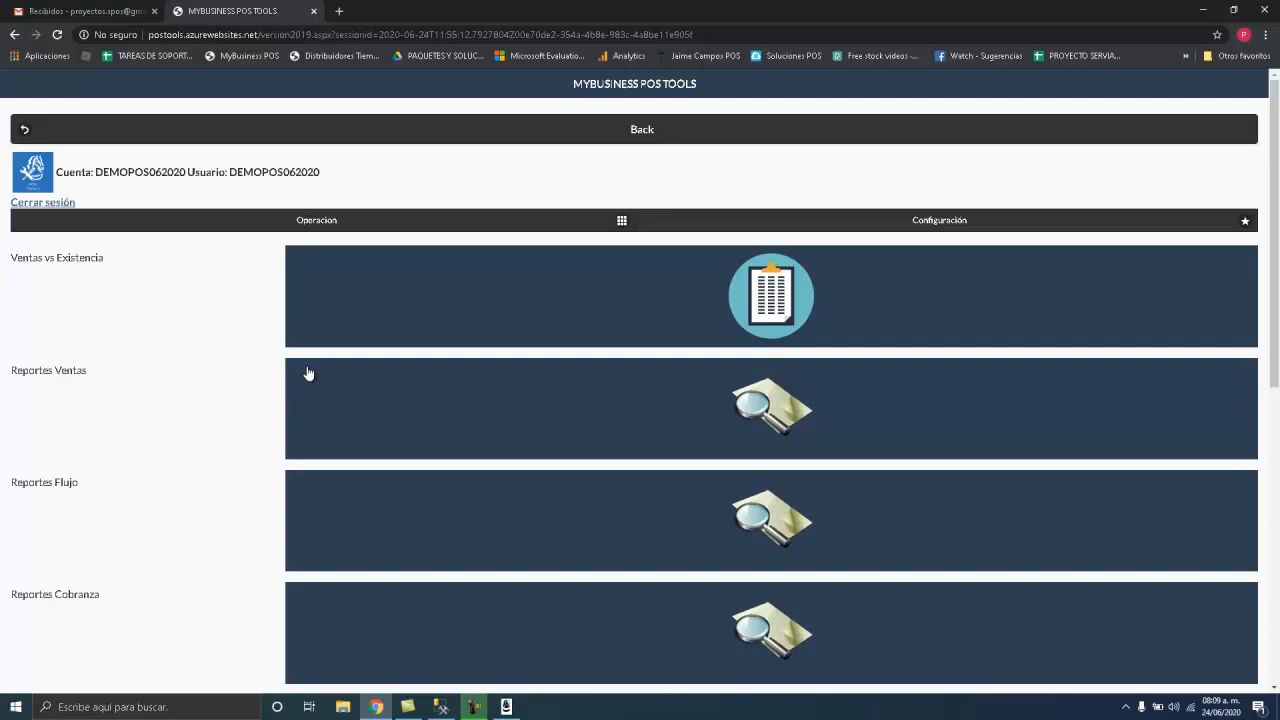 Recibidos - proyectos.spos@gm
MYBUSINESS POS TOOLS
No seguro
postools.azurewebsites.net/version2019.aspx?sessionid=2020-06-24T11:55:12.7927804Z00e70de2-354a-4b8e-983c-4a8be11e905f
Aplicaciones
TAREAS DE SOPORT...
MyBusiness POS
Distribuidores Tiem...
PAQUETES Y SOLUC...
Microsoft Evaluatio...
Analytics
Jaime Campos POS
Soluciones POS
Free stock videos -...
Watch - Sugerencias
PROYECTO SERVIA...
»
Otros favoritos
MYBUSINESS POS TOOLS
Back
Cuenta: DEMOPOS062020 Usuario: DEMOPOS062020
Cerrar sesión
Operacion
Configuración
Ventas vs Existencia
Reportes Ventas
Reportes Flujo
Reportes Cobranza
Escribe aquí para buscar.
08:09 a. m.
24/06/2020